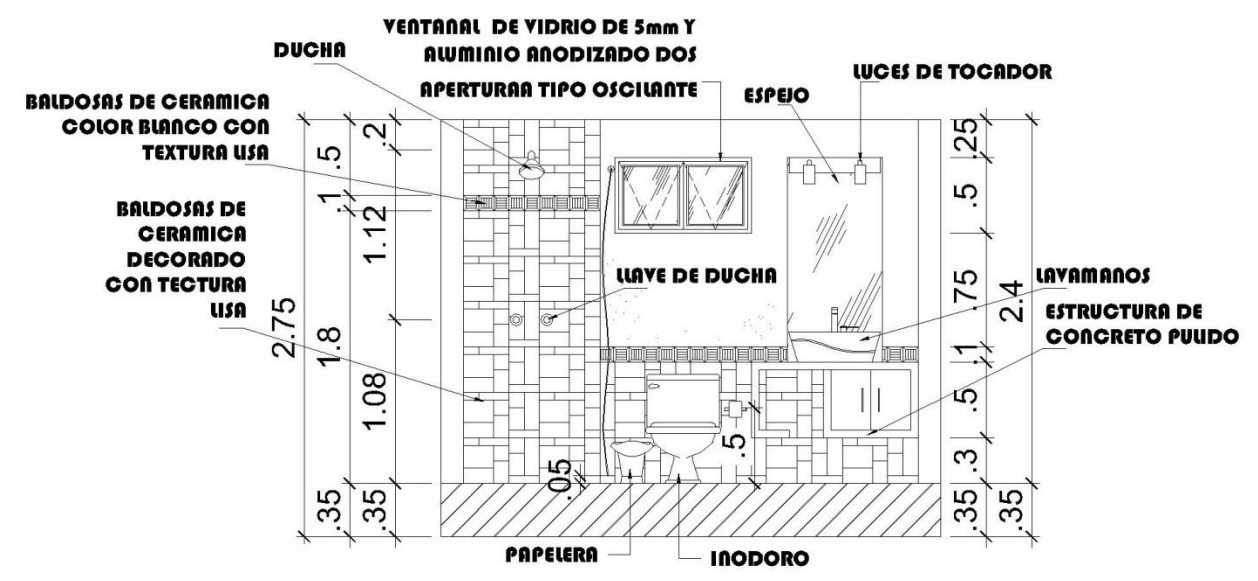 VENTANAL DE VIDRIO DE 5mm Y
ALUMINIO ANODIZADO DOS
APERTURAA TIPO OSCILANTE
DUCHA
LUCES DE TOCADOR
ESPEJO
BALDOSAS DE CERAMICA
COLOR BLANCO CON
TEXTURA LISA
BALDOSAS DE
CERAMICA
DECORADO
CON TECTURA
LISA
LLAVE DE DUCHA
LAVAMANOS
ESTRUCTURA DE
CONCRETO PULIDO
PAPELERA
INODORO
2.75
.5
.1
1.8
.35
.2
1.12
1.08
.35
.05
.5
.25
.5
.75
.1
.5
.3
.35
2.4
.35